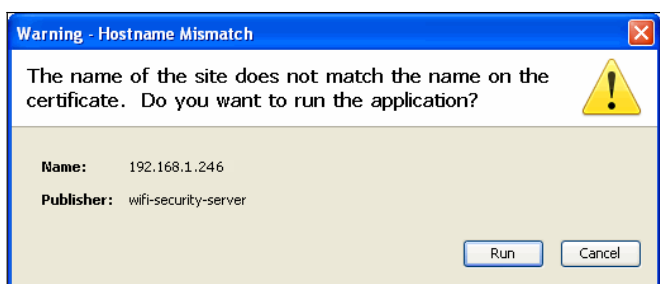 Warning - Hostname Mismatch
The name of the site does not match the name on the
certificate.  Do you want to run the application?
Name: 192.168.1.246
Publisher: wifi-security-server
Run Cancel